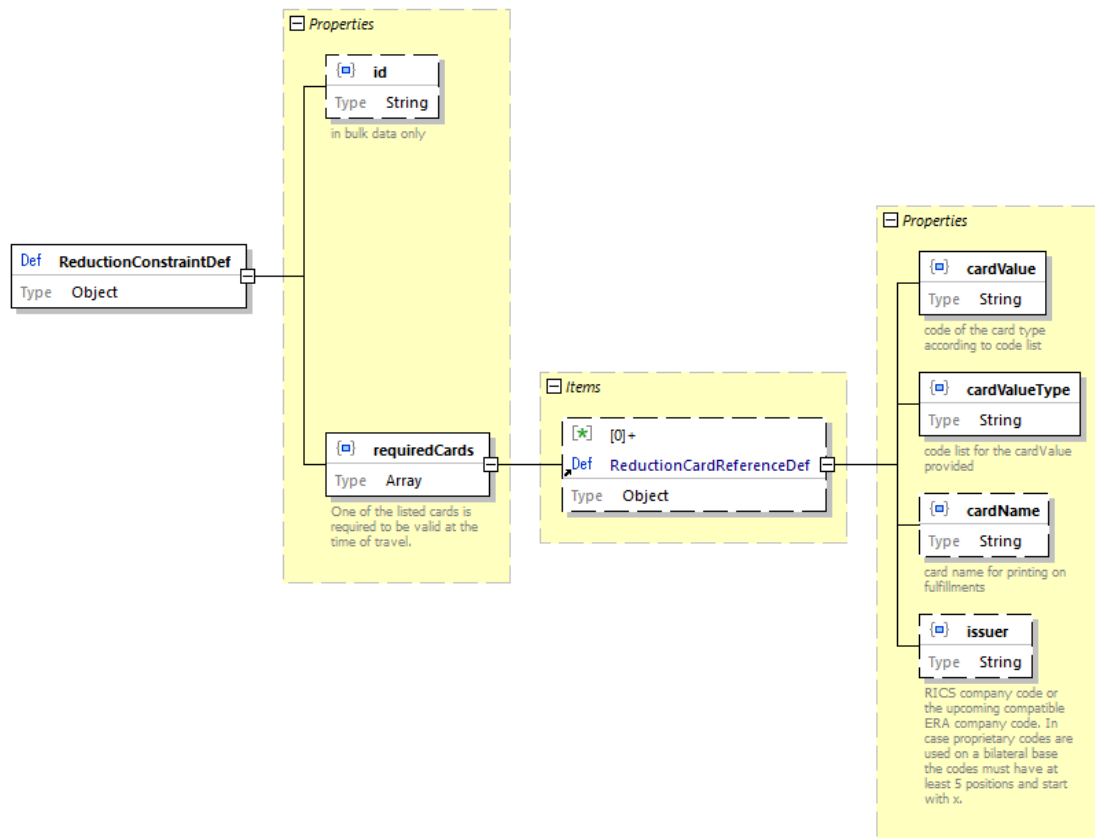 Properties
id
Type String
in bulk data only
Def ReductionConstraintDef
Type Object
requiredCards
Type Array
One of the listed cards is
required to be valid at the
time of travel.
Items
[*] [0]+
Def ReductionCardReferenceDef
Type Object
Properties
cardValue
Type String
code of the card type
according to code list
cardValueType
Type String
code list for the cardValue
provided
cardName
Type String
card name for printing on
fulfillments
issuer
Type String
RICS company code or
the upcoming compatible
ERA company code. In
case proprietary codes are
used on a bilateral base
the codes must have at
least 5 positions and start
with x.